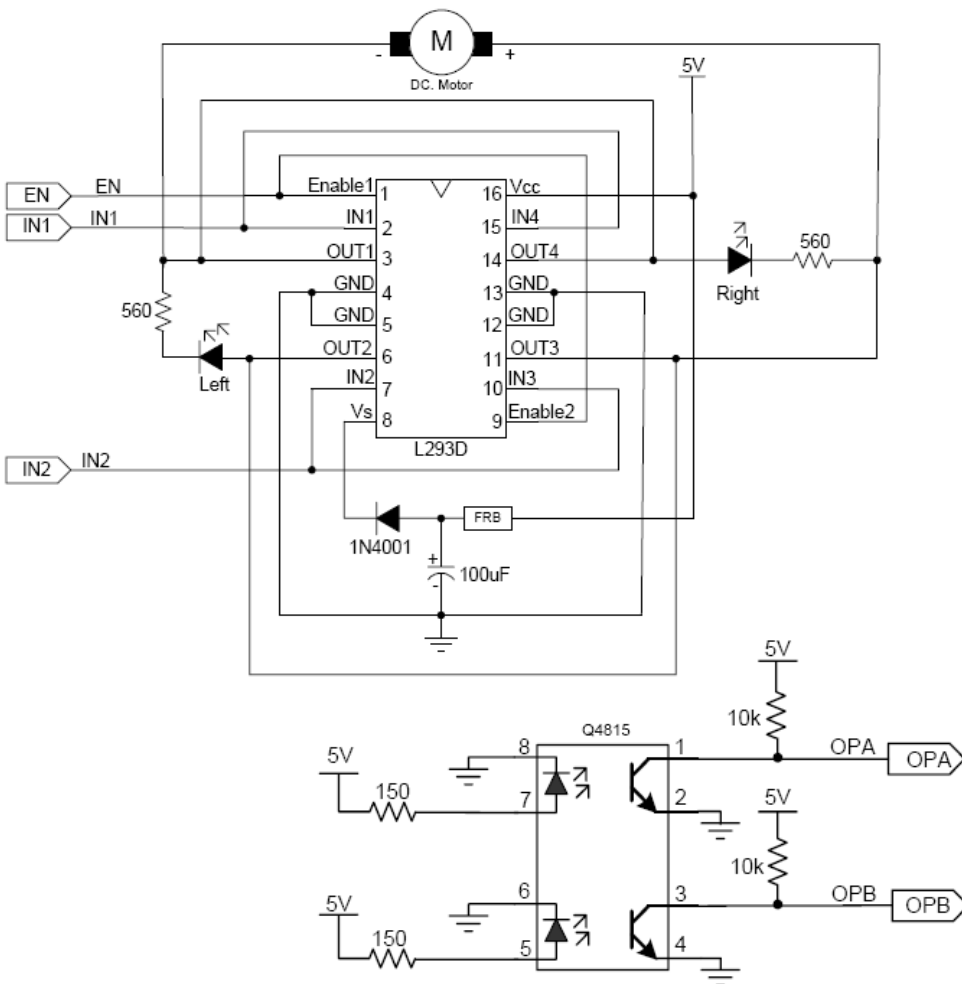 M
- +
DC. Motor
5V
EN EN
IN1 IN1
Enable1 1 16 Vcc
IN1 2 15 IN4
OUT1 3 14 OUT4
GND 4 13 GND
GND 5 12 GND
OUT2 6 11 OUT3
IN2 7 10 IN3
Vs 8 9 Enable2
L293D
560
Right
560
Left
IN2 IN2
1N4001
FRB
+
-
100uF
Q4815
5V
10k
OPA OPA
5V
150
8
7
1
2
5V
10k
OPB OPB
5V
150
6
5
3
4